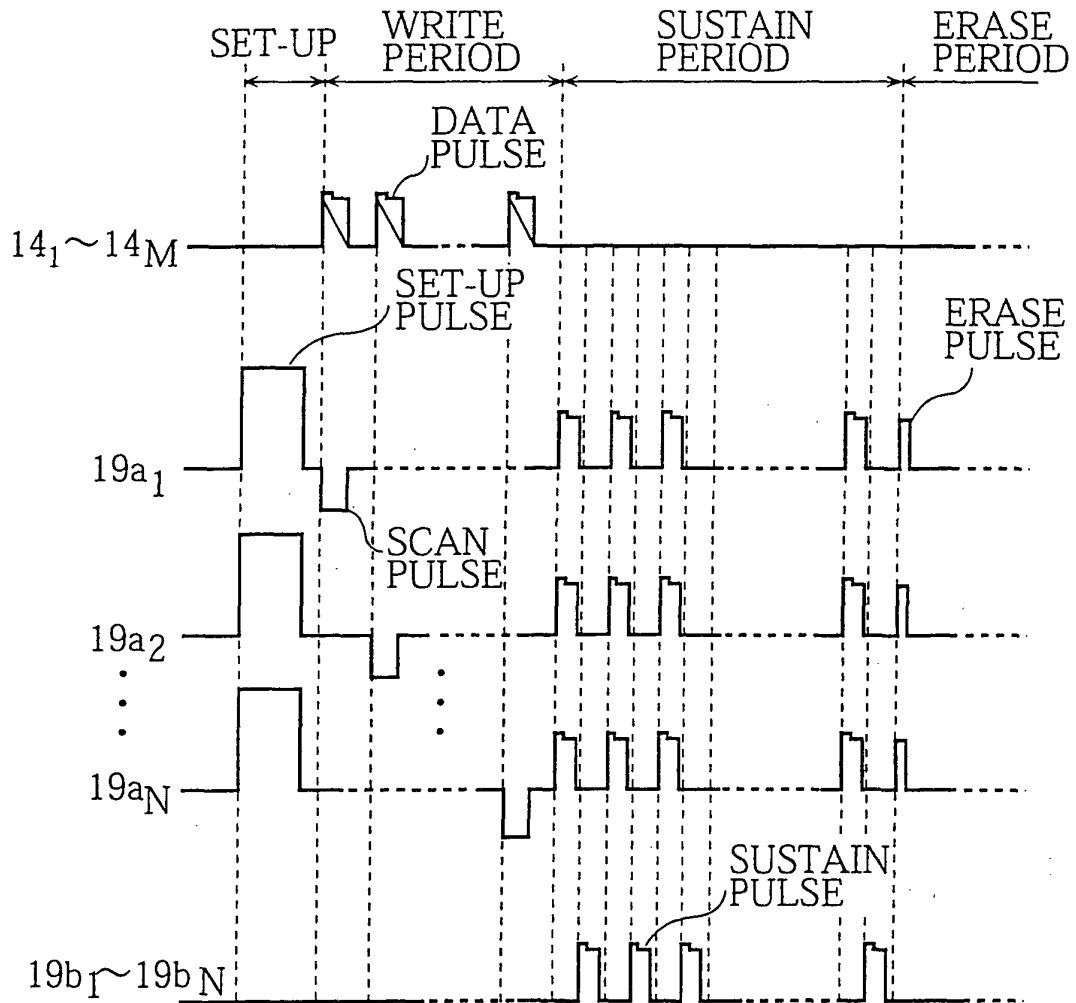 SET-UP
WRITE
PERIOD
SUSTAIN
PERIOD
ERASE
PERIOD
DATA
PULSE
14₁～14M
SET-UP
PULSE
ERASE
PULSE
19a₁
SCAN
PULSE
19a₂
19aN
SUSTAIN
PULSE
19b₁～19bN